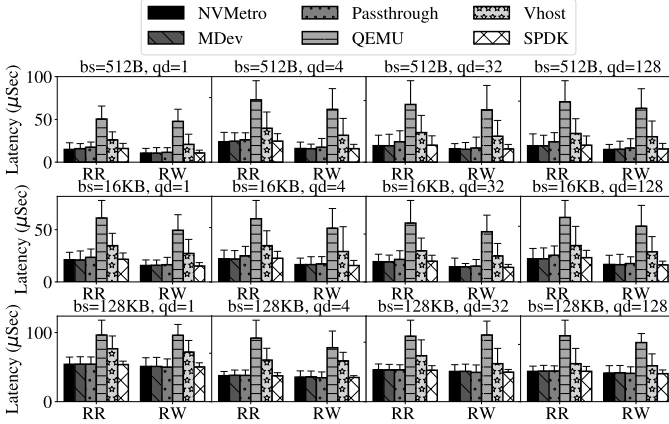 NVMetro Passthrough Vhost
MDev QEMU SPDK
bs=512B, qd=1 bs=512B, qd=4 bs=512B, qd=32 bs=512B, qd=128
Latency (μSec)
100
50
0
RR RW RR RW RR RW RR RW
bs=16KB, qd=1 bs=16KB, qd=4 bs=16KB, qd=32 bs=16KB, qd=128
Latency (μSec)
50
0
RR RW RR RW RR RW RR RW
bs=128KB, qd=1 bs=128KB, qd=4 bs=128KB, qd=32 bs=128KB, qd=128
Latency (μSec)
100
0
RR RW RR RW RR RW RR RW